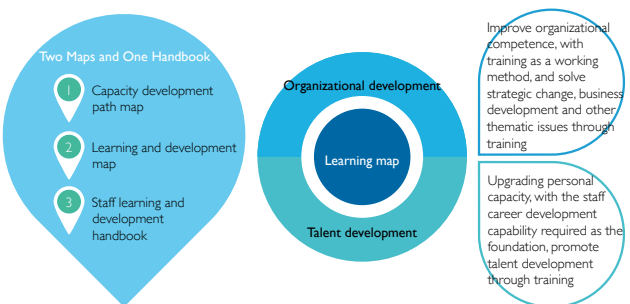 Two Maps and One Handbook
1
Capacity development
path map
2
Learning and development
map
3
Staff learning and
development
handbook
Organizational development
Learning map
Talent development
Improve organizational
competence, with
training as a working
method, and solve
strategic change, business
development and other
thematic issues through
training
Upgrading personal
capacity, with the staff
career development
capability required as the
foundation, promote
talent development
through training